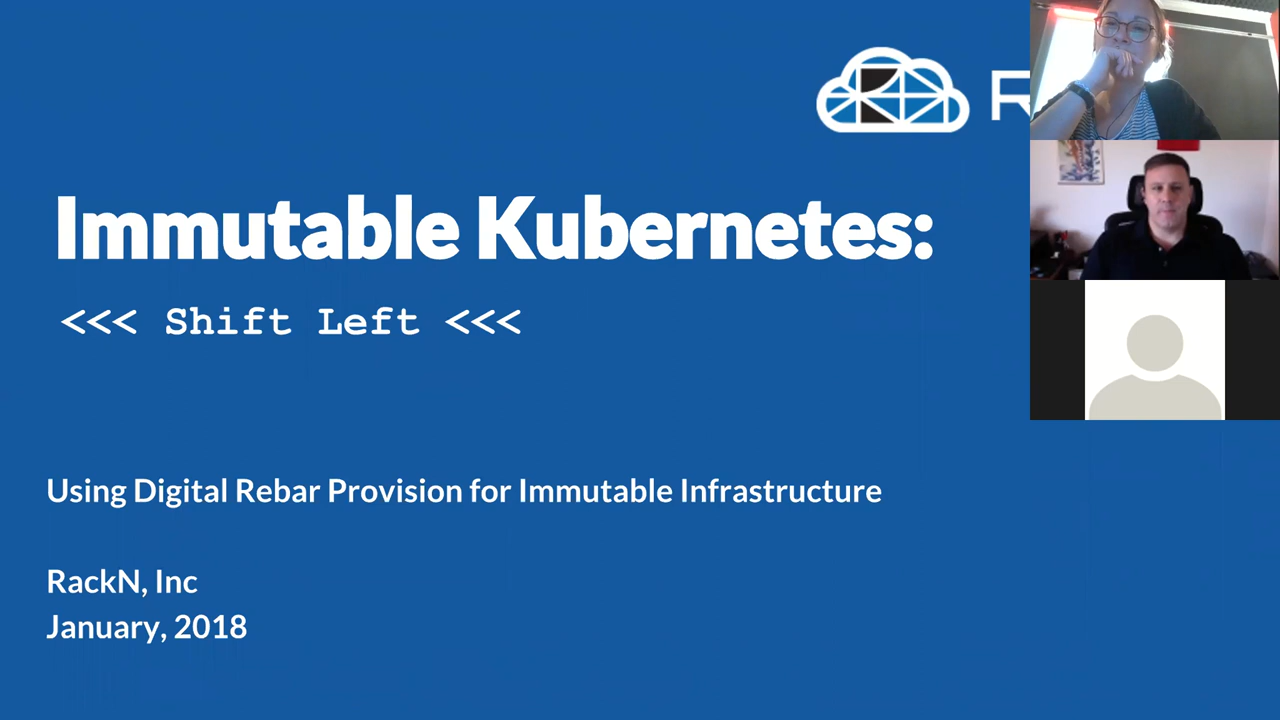 R
Immutable Kubernetes:
<<< Shift Left <<<
Using Digital Rebar Provision for Immutable Infrastructure
RackN, Inc
January, 2018